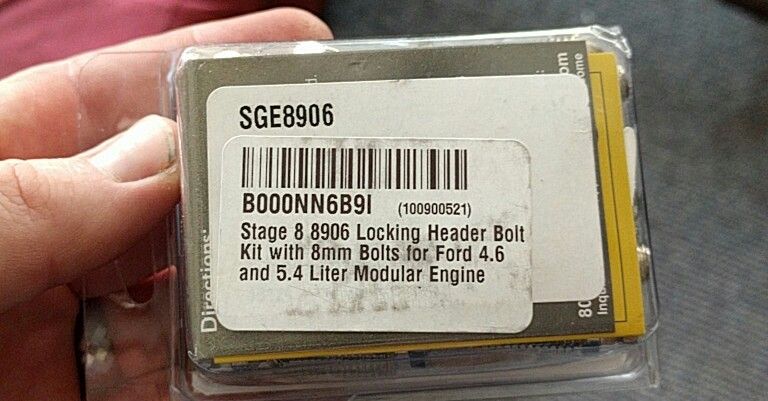 SGE8906
B000NN6B9I (100900521)
Stage 8 8906 Locking Header Bolt
Kit with 8mm Bolts for Ford 4.6
and 5.4 Liter Modular Engine
Directions: